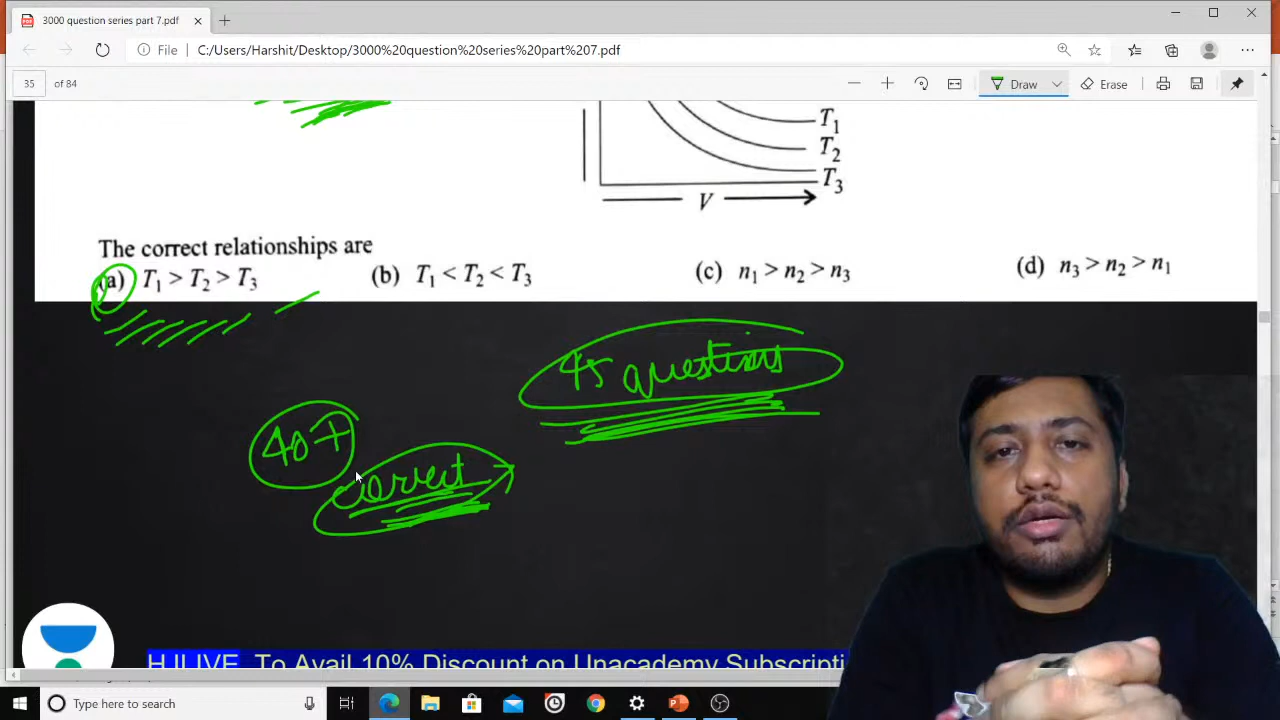 3000 question series part 7.pdf
File C:/Users/Harshit/Desktop/3000%20question%20series%20part%207.pdf
35 of 84 Draw Erase
T₁
T₂
T₃
V
The correct relationships are
(a) T₁ > T₂ > T₃ (b) T₁ < T₂ < T₃ (c) n₁ > n₂ > n₃ (d) n₃ > n₂ > n₁
45 questions
40+
correct
HJLIVE To Avail 10% Discount on Unacademy Subscripti
Type here to search